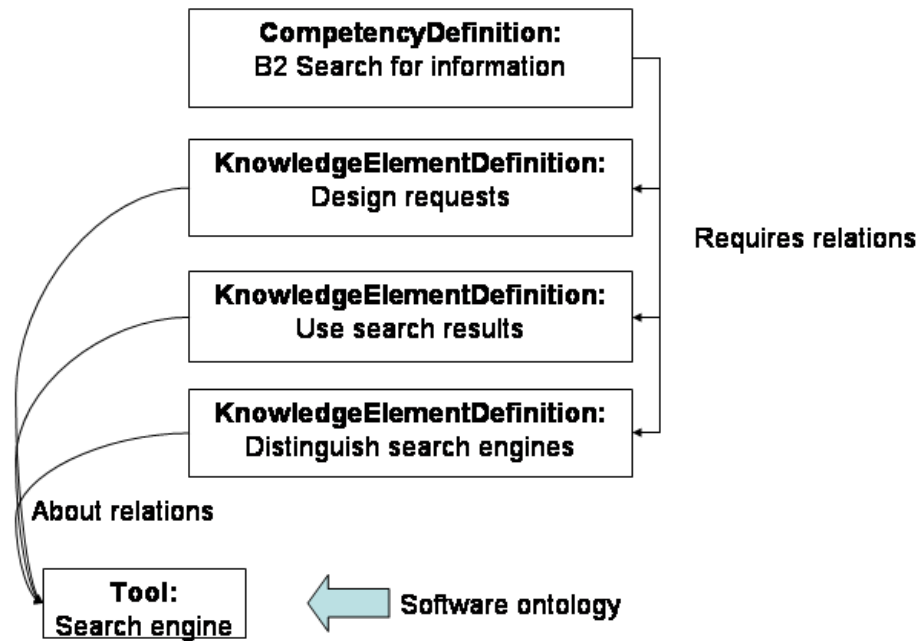 CompetencyDefinition:
B2 Search for information
KnowledgeElementDefinition:
Design requests
Requires relations
KnowledgeElementDefinition:
Use search results
KnowledgeElementDefinition:
Distinguish search engines
About relations
Tool:
Search engine
Software ontology